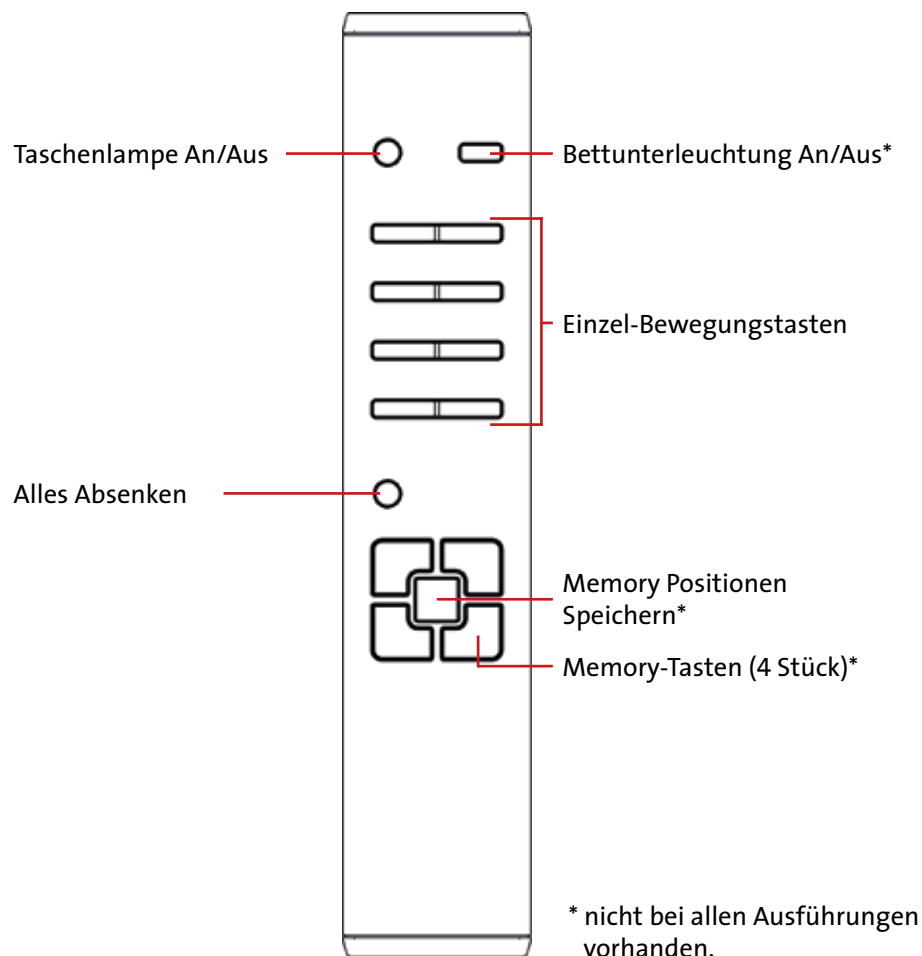 Taschenlampe An/Aus
Bettunterleuchtung An/Aus*
Einzel-Bewegungstasten
Alles Absenken
Memory Positionen
Speichern*
Memory-Tasten (4 Stück)*
* nicht bei allen Ausführungen
vorhanden.